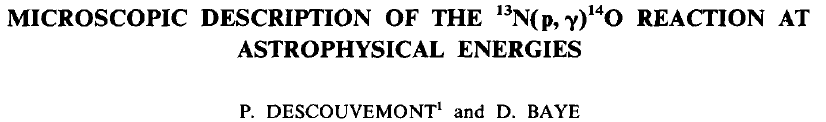 MICROSCOPIC DESCRIPTION OF THE ¹³N(p, γ)¹⁴O REACTION AT
ASTROPHYSICAL ENERGIES
P. DESCOUVEMONT¹ and D. BAYE